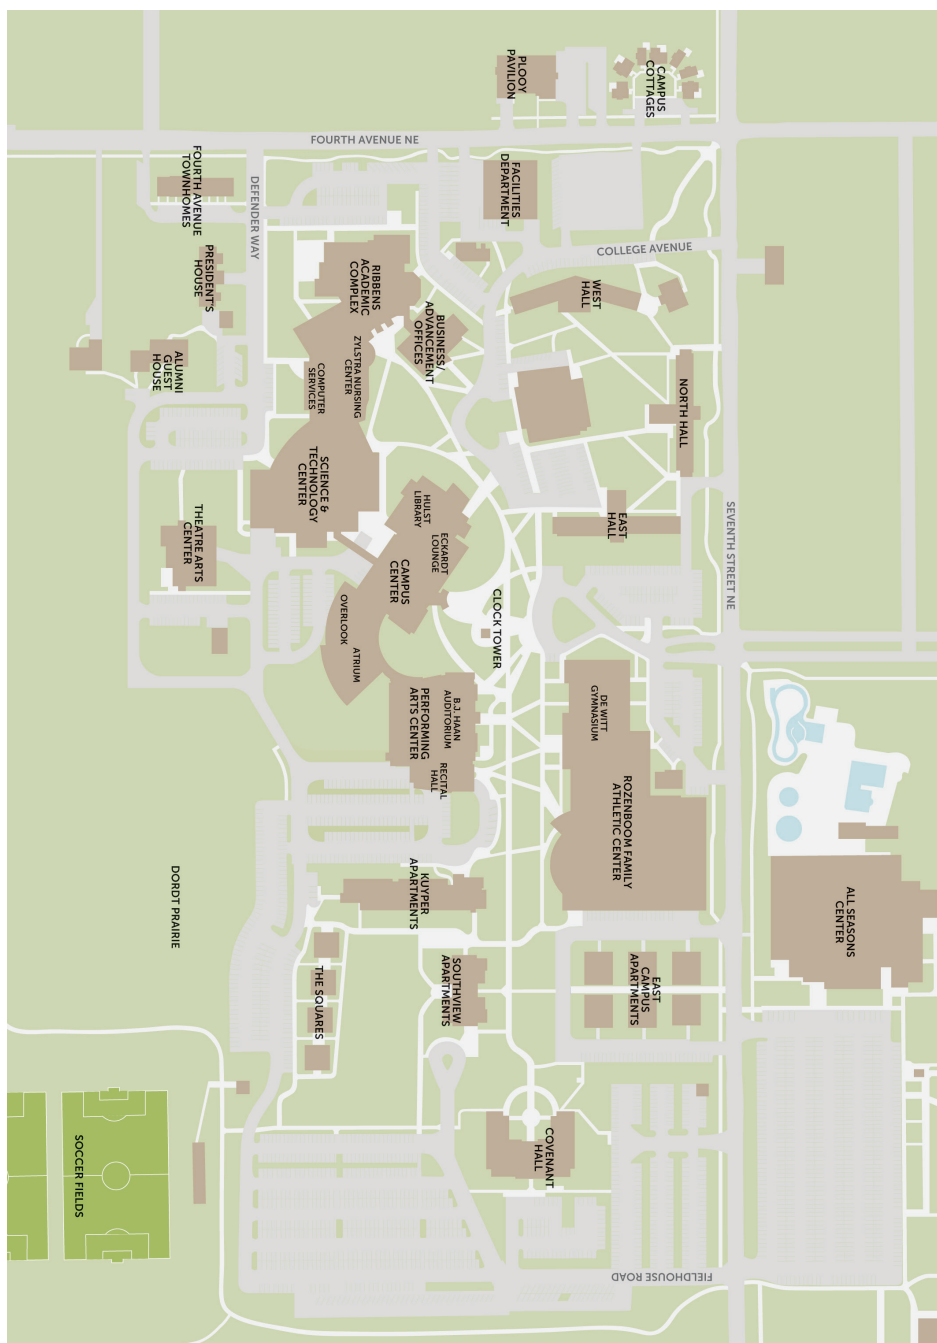 PLOOY
PAVILION
CAMPUS
COTTAGES
FOURTH AVENUE NE
FOURTH AVENUE
TOWNHOMES
DEFENDER WAY
FACILITIES
DEPARTMENT
COLLEGE AVENUE
PRESIDENT'S
HOUSE
RIBBENS
ACADEMIC
COMPLEX
WEST
HALL
BUSINESS/
ADVANCEMENT
OFFICES
ALUMNI
GUEST
HOUSE
ZYLSTRA NURSING
CENTER
COMPUTER
SERVICES
NORTH HALL
SCIENCE &
TECHNOLOGY
CENTER
HULST
LIBRARY
ECKARDT
LOUNGE
EAST
HALL
SEVENTH STREET NE
THEATRE ARTS
CENTER
CAMPUS
CENTER
CLOCK TOWER
OVERLOOK
ATRIUM
B.J. HAAN
AUDITORIUM
PERFORMING
ARTS CENTER
RECITAL
HALL
DE WITT
GYMNASIUM
ROZENBOOM FAMILY
ATHLETIC CENTER
KUYPER
APARTMENTS
ALL SEASONS
CENTER
DORDT PRAIRIE
THE SQUARES
SOUTHVIEW
APARTMENTS
EAST
CAMPUS
APARTMENTS
COVENANT
HALL
SOCCER FIELDS
FIELDHOUSE ROAD